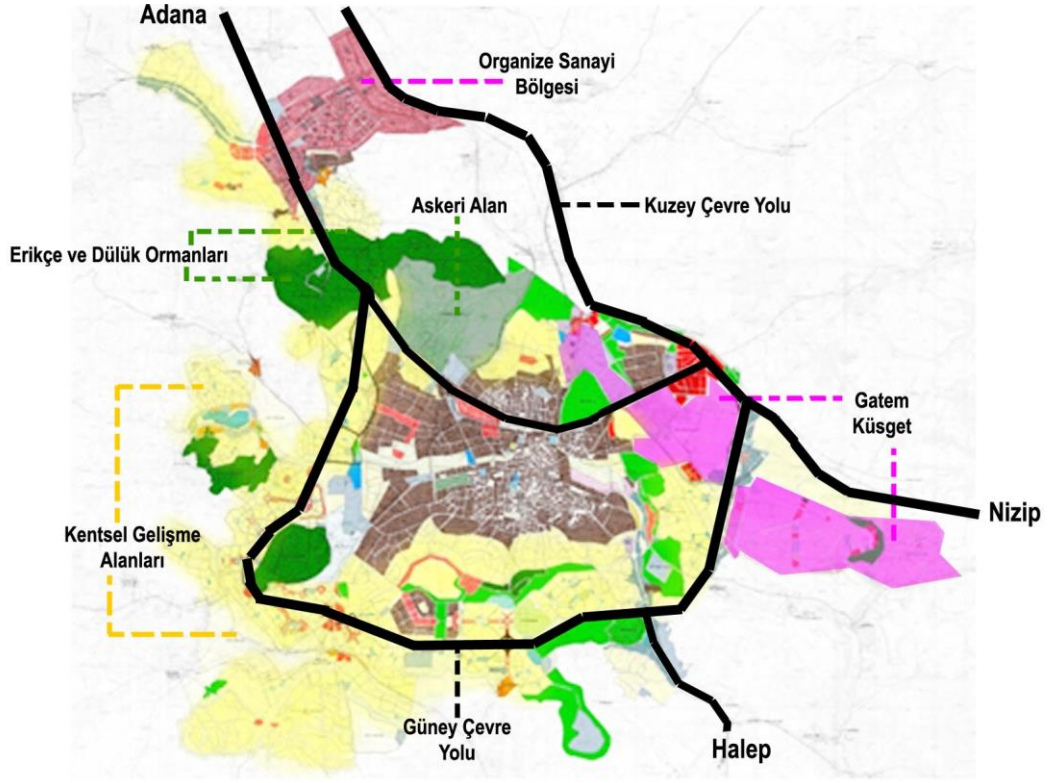 Adana
Organize Sanayi
Bölgesi
Askeri Alan
Kuzey Çevre Yolu
Erikçe ve Dülük Ormanları
Gatem
Küsget
Nizip
Kentsel Gelişme
Alanları
Güney Çevre
Yolu
Halep